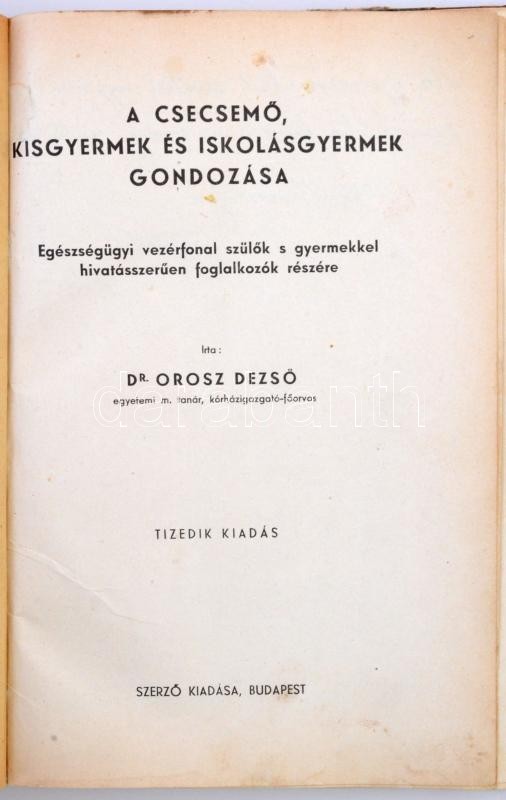 A CSECSEMŐ,
KISGYERMEK ÉS ISKOLÁSGYERMEK
GONDOZÁSA
Egészségügyi vezérfonal szülők s gyermekkel
hivatásszerűen foglalkozók részére
Irta :
DR. OROSZ DEZSŐ
egyetemi m. tanár, kórházigazgató-főorvos
darabanth
TIZEDIK KIADÁS
SZERZŐ KIADÁSA, BUDAPEST